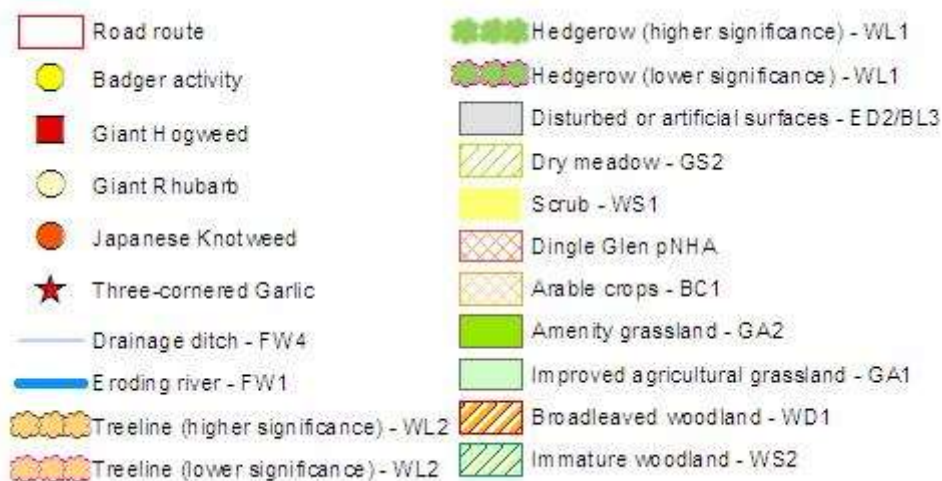 Road route
Badger activity
Giant Hogweed
Giant Rhubarb
Japanese Knotweed
Three-cornered Garlic
Drainage ditch - FW4
Eroding river - FW1
Treeline (higher significance) - WL2
Treeline (lower significance) - WL2
Hedgerow (higher significance) - WL1
Hedgerow (lower significance) - WL1
Disturbed or artificial surfaces - ED2/BL3
Dry meadow - GS2
Scrub - WS1
Dingle Glen pNHA
Arable crops - BC1
Amenity grassland - GA2
Improved agricultural grassland - GA1
Broadleaved woodland - WD1
Immature woodland - WS2